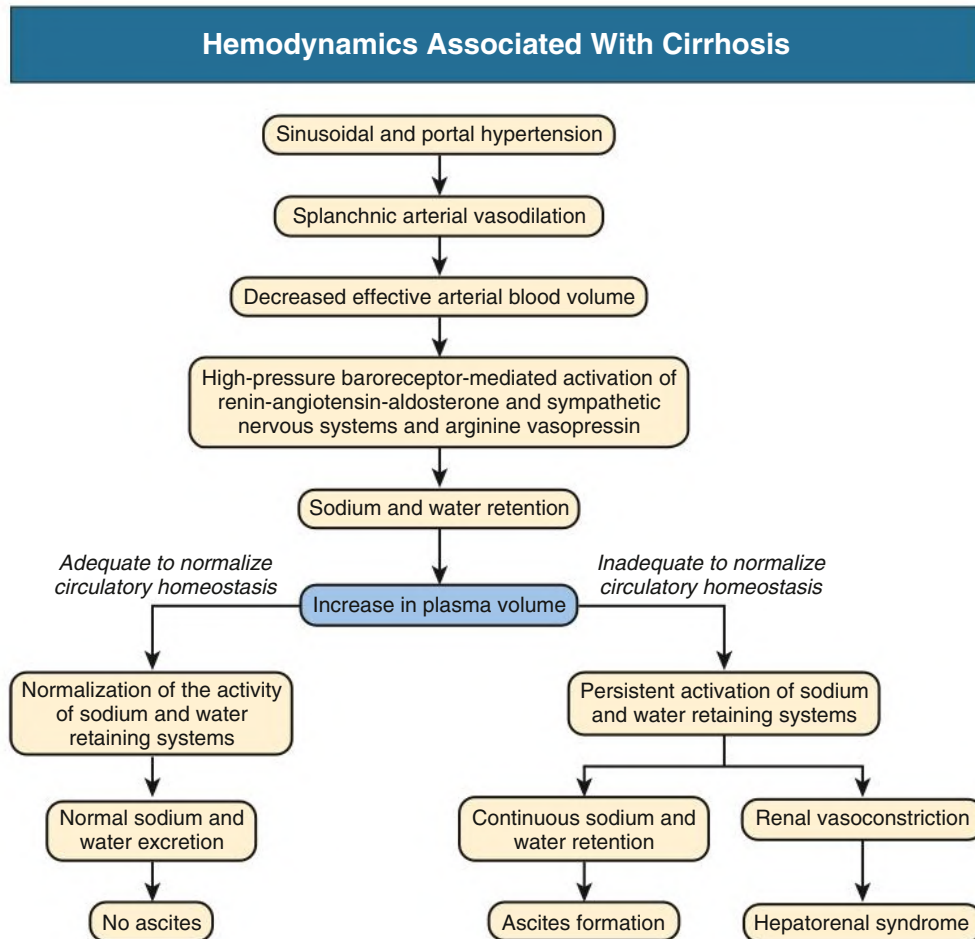 Hemodynamics Associated With Cirrhosis
Sinusoidal and portal hypertension
Splanchnic arterial vasodilation
Decreased effective arterial blood volume
High-pressure baroreceptor-mediated activation of
renin-angiotensin-aldosterone and sympathetic
nervous systems and arginine vasopressin
Sodium and water retention
Adequate to normalize
circulatory homeostasis
Inadequate to normalize
circulatory homeostasis
Increase in plasma volume
Normalization of the activity
of sodium and water
retaining systems
Persistent activation of sodium
and water retaining systems
Normal sodium and
water excretion
Continuous sodium and
water retention
Renal vasoconstriction
No ascites
Ascites formation
Hepatorenal syndrome